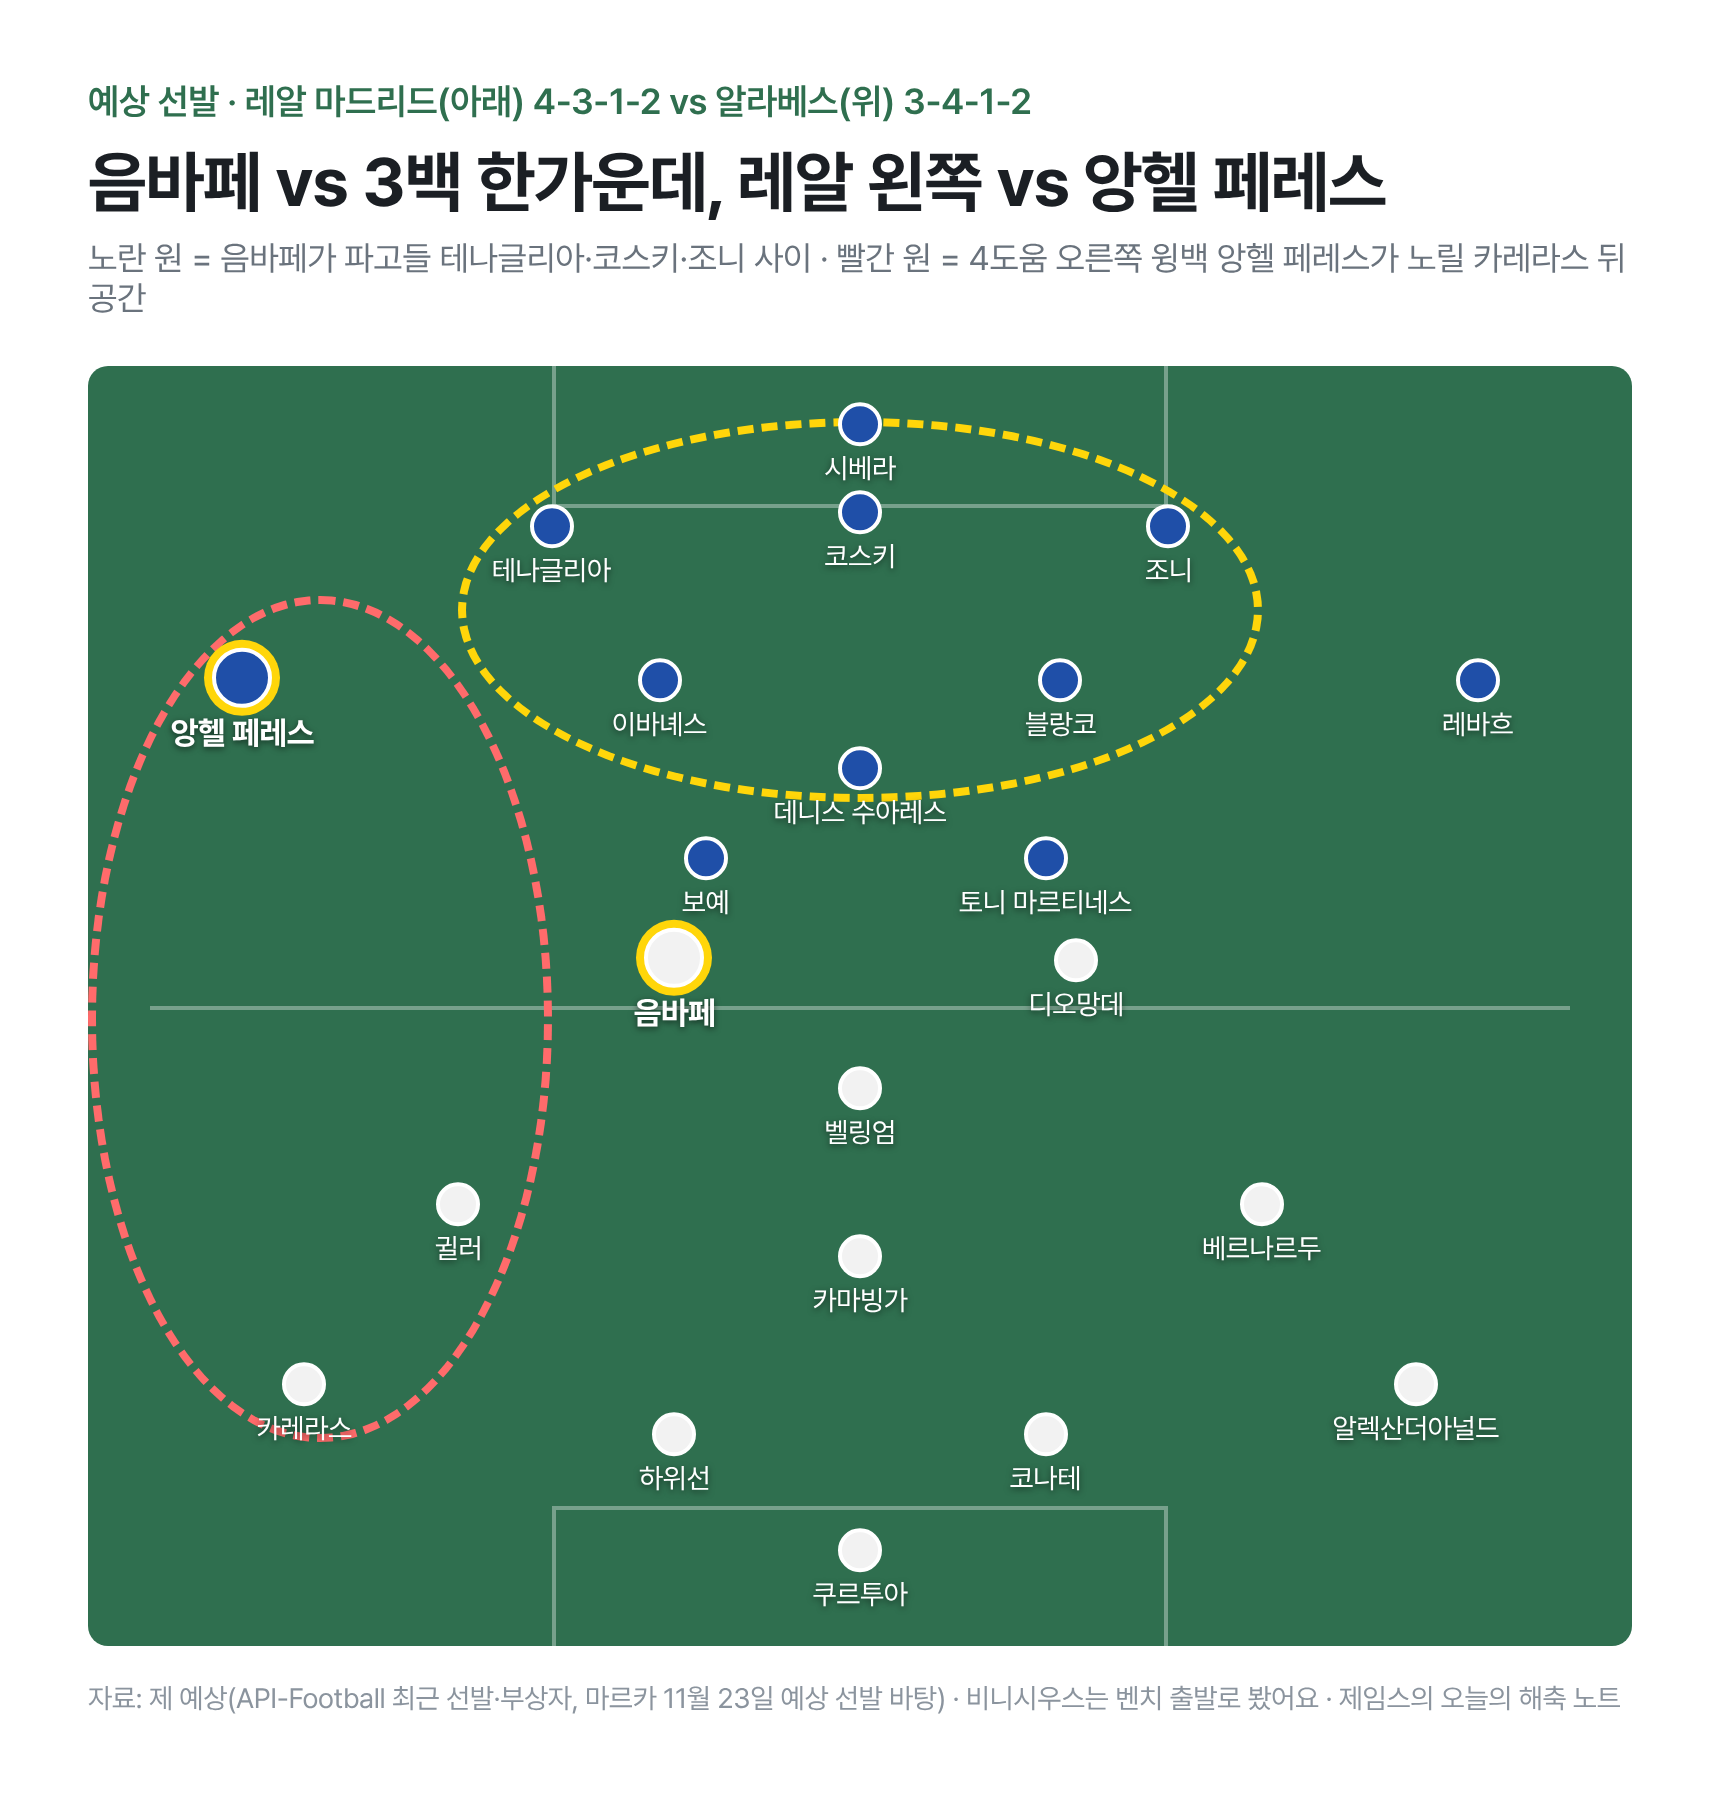 예상 선발 · 레알 마드리드(아래) 4-3-1-2 vs 알라베스(위) 3-4-1-2
음바페 vs 3백 한가운데, 레알 왼쪽 vs 앙헬 페레스
노란 원 = 음바페가 파고들 테나글리아·코스키·조니 사이 · 빨간 원 = 4도움 오른쪽 윙백 앙헬 페레스가 노릴 카레라스 뒤
공간
시베라
테나글리아
코스키
조니
앙헬 페레스
이바녜스
블랑코
레바흐
데니스 수아레스
보예
토니 마르티네스
음바페
디오망데
벨링엄
귈러
베르나르두
카마빙가
카레라스
알렉산더아널드
하위선
코나테
쿠르투아
자료: 제 예상(API-Football 최근 선발·부상자, 마르카 11월 23일 예상 선발 바탕) · 비니시우스는 벤치 출발로 봤어요 · 제임스의 오늘의 해축 노트